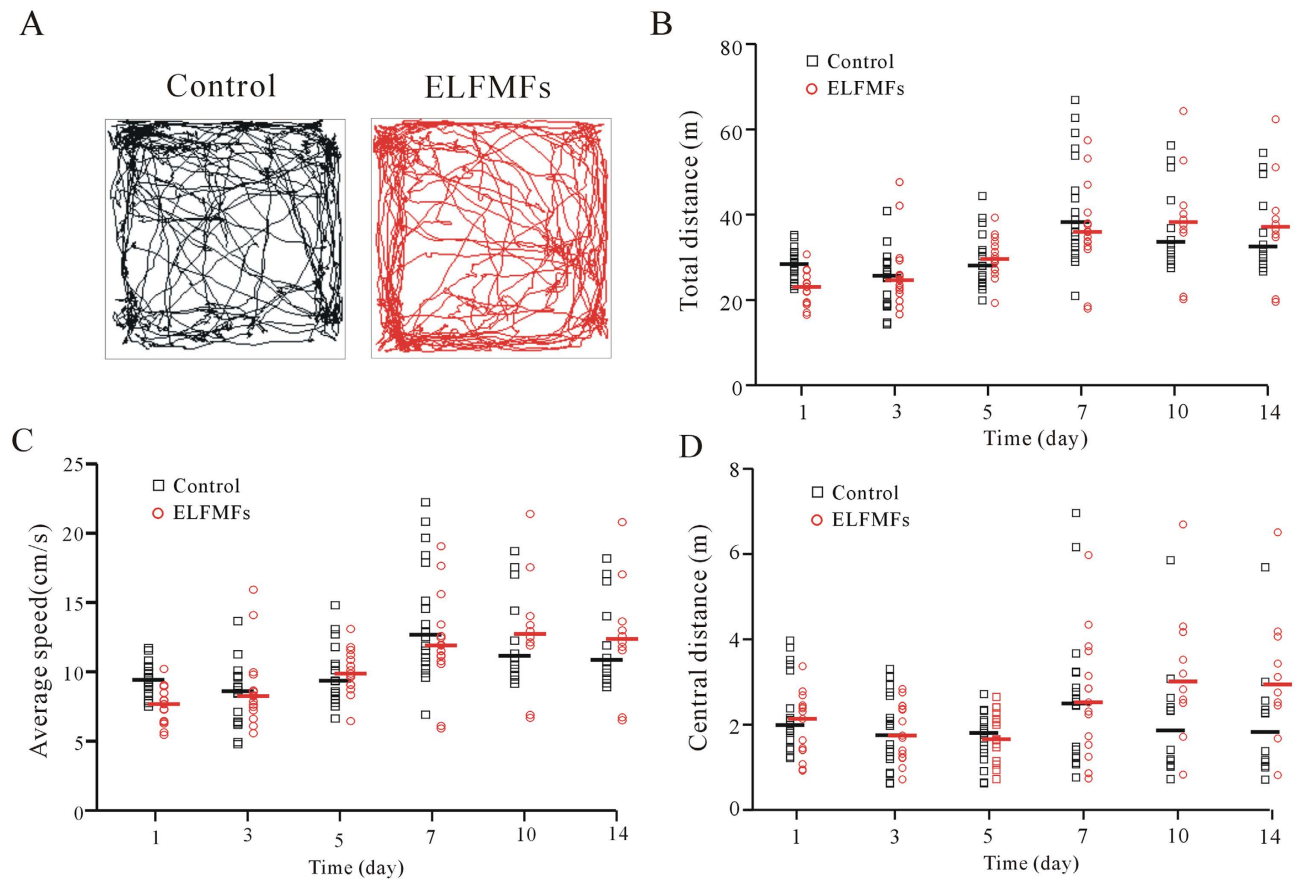 A
Control
ELFMFs
B
80
60
40
20
0
Total distance (m)
Control
ELFMFs
1 3 5 7 10 14
Time (day)
C
25
20
15
10
5
0
Average speed(cm/s)
Control
ELFMFs
1 3 5 7 10 14
Time (day)
D
8
6
4
2
0
Central distance (m)
Control
ELFMFs
1 3 5 7 10 14
Time (day)